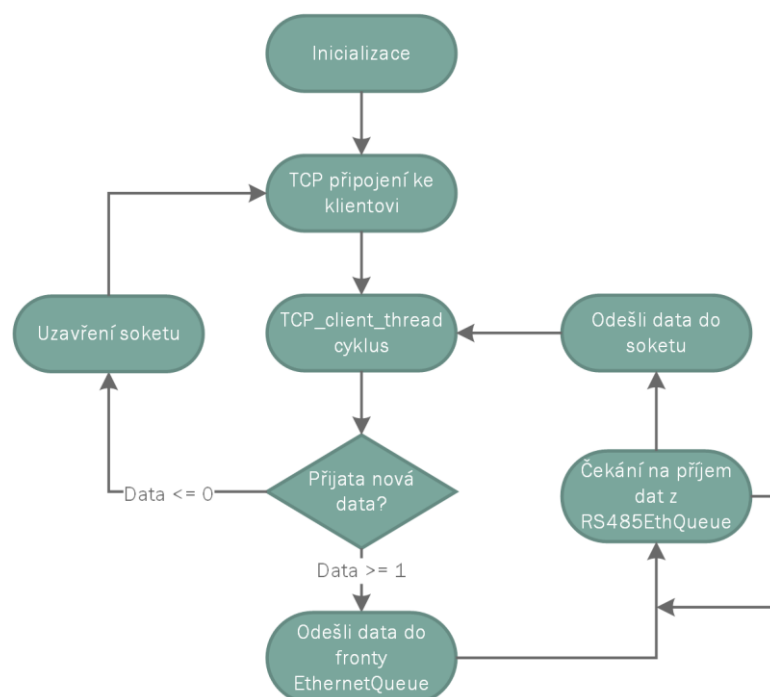 Inicializace
TCP připojení ke
klientovi
Uzavření soketu
TCP_client_thread
cyklus
Odešli data do
soketu
Přijata nová
data?
Čekání na příjem
dat z
RS485EthQueue
Data <= 0
Data >= 1
Odešli data do
fronty
EthernetQueue